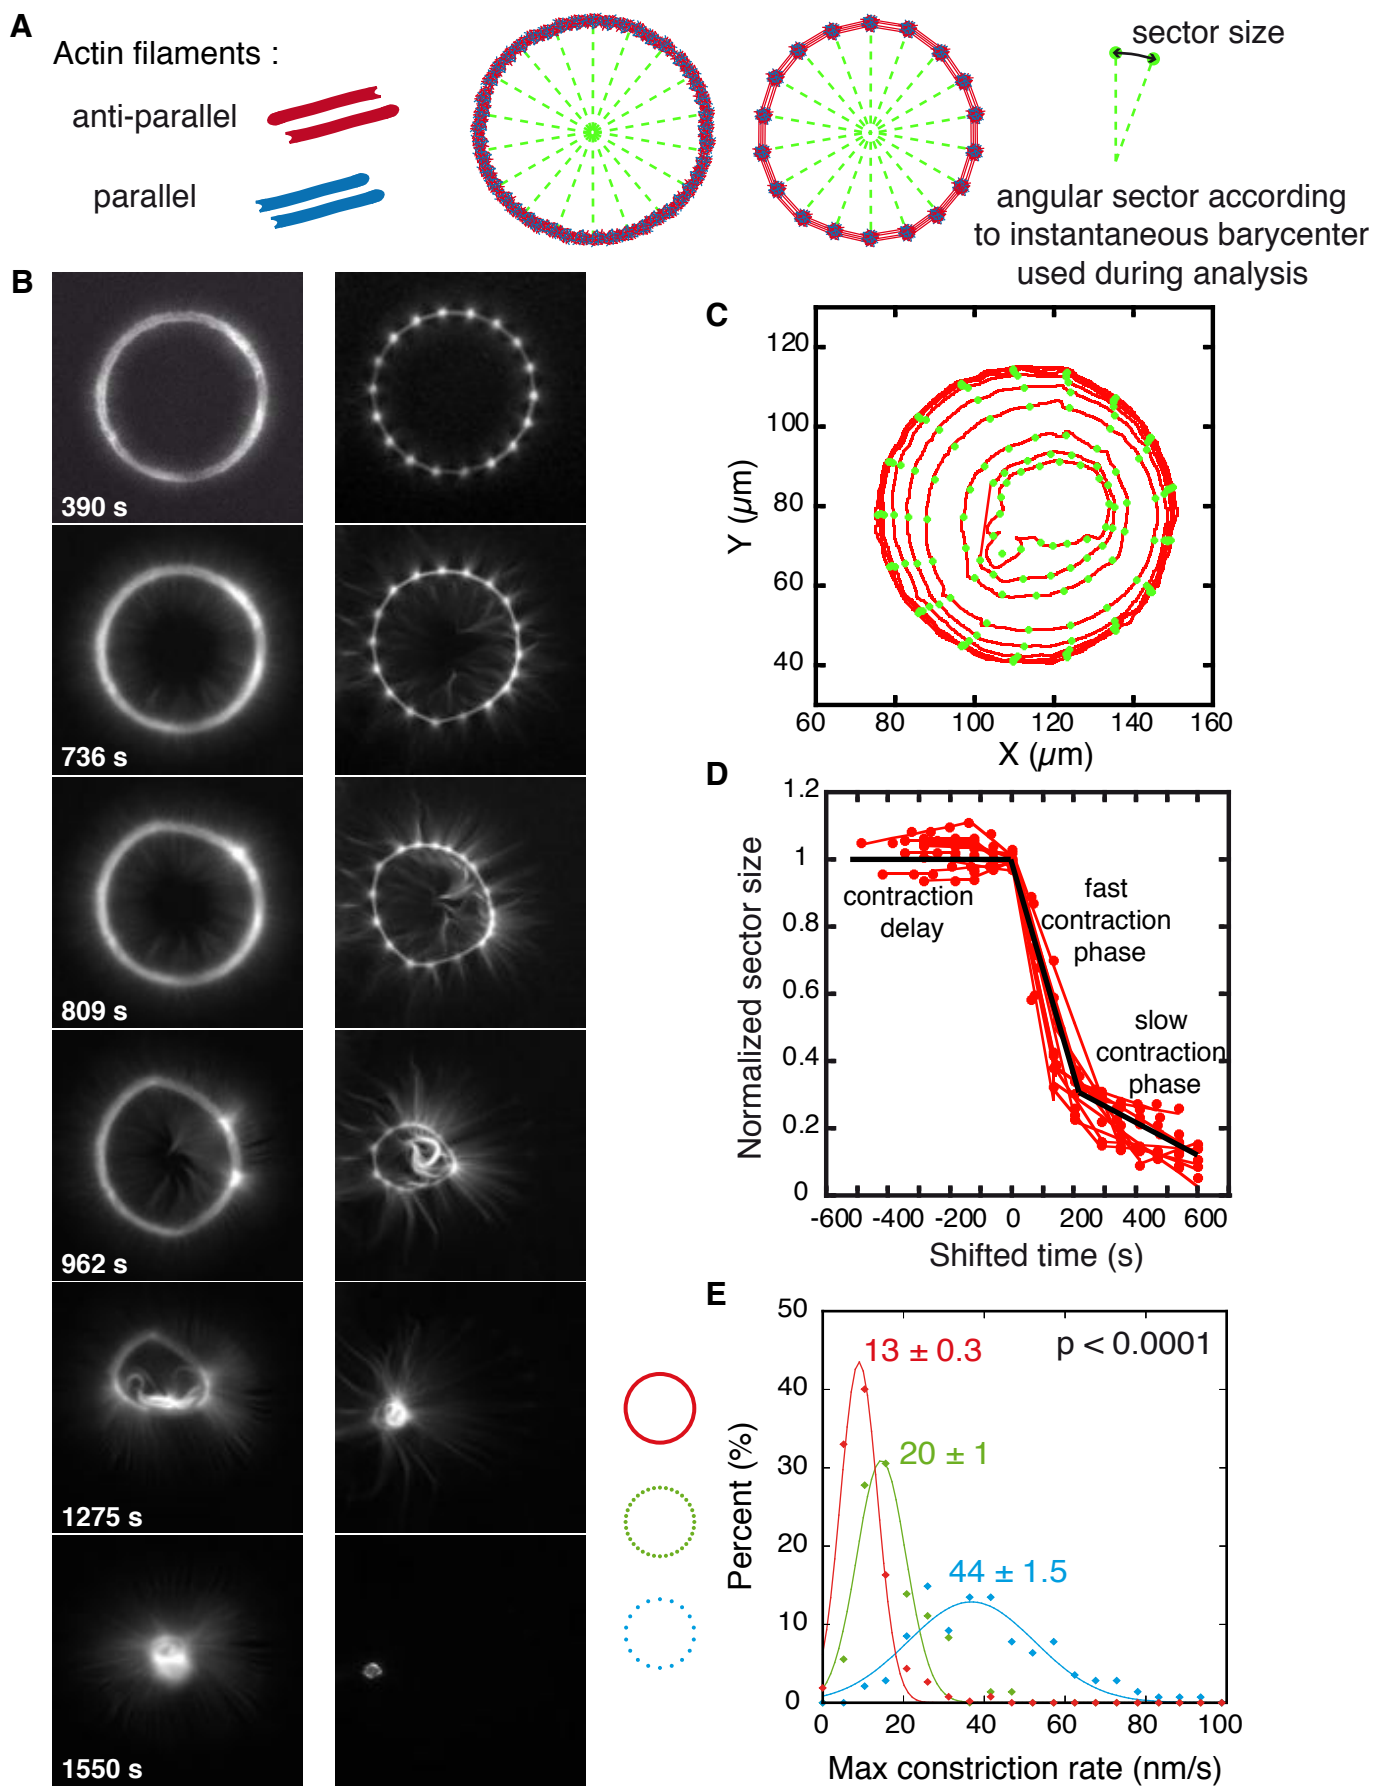 A
Actin filaments :
anti-parallel
parallel
sector size
angular sector according
to instantaneous barycenter
used during analysis
B
390 s
736 s
809 s
962 s
1275 s
1550 s
C
120
100
80
60
40
60 80 100 120 140 160
Y (µm)
X (µm)
D
1.2
1
0.8
0.6
0.4
0.2
0
-600 -400 -200 0 200 400 600
Normalized sector size
Shifted time (s)
contraction
delay
fast
contraction
phase
slow
contraction
phase
E
50
40
30
20
10
0
0 20 40 60 80 100
Percent (%)
Max constriction rate (nm/s)
13 ± 0.3
p < 0.0001
20 ± 1
44 ± 1.5